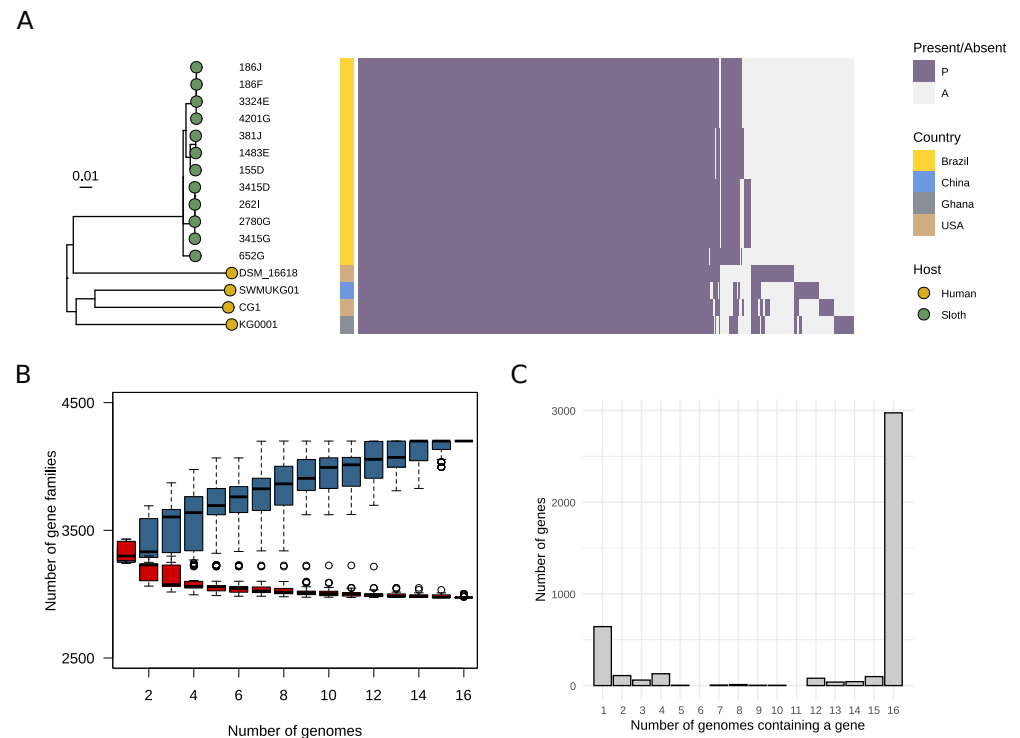 A
0.01
186J
186F
3324E
4201G
381J
1483E
155D
3415D
262I
2780G
3415G
652G
DSM_16618
SWMUKG01
CG1
KG0001
Present/Absent
P
A
Country
Brazil
China
Ghana
USA
Host
Human
Sloth
B
Number of gene families
4500
3500
2500
2 4 6 8 10 12 14 16
Number of genomes
C
Number of genes
3000
2000
1000
0
1 2 3 4 5 6 7 8 9 10 11 12 13 14 15 16
Number of genomes containing a gene